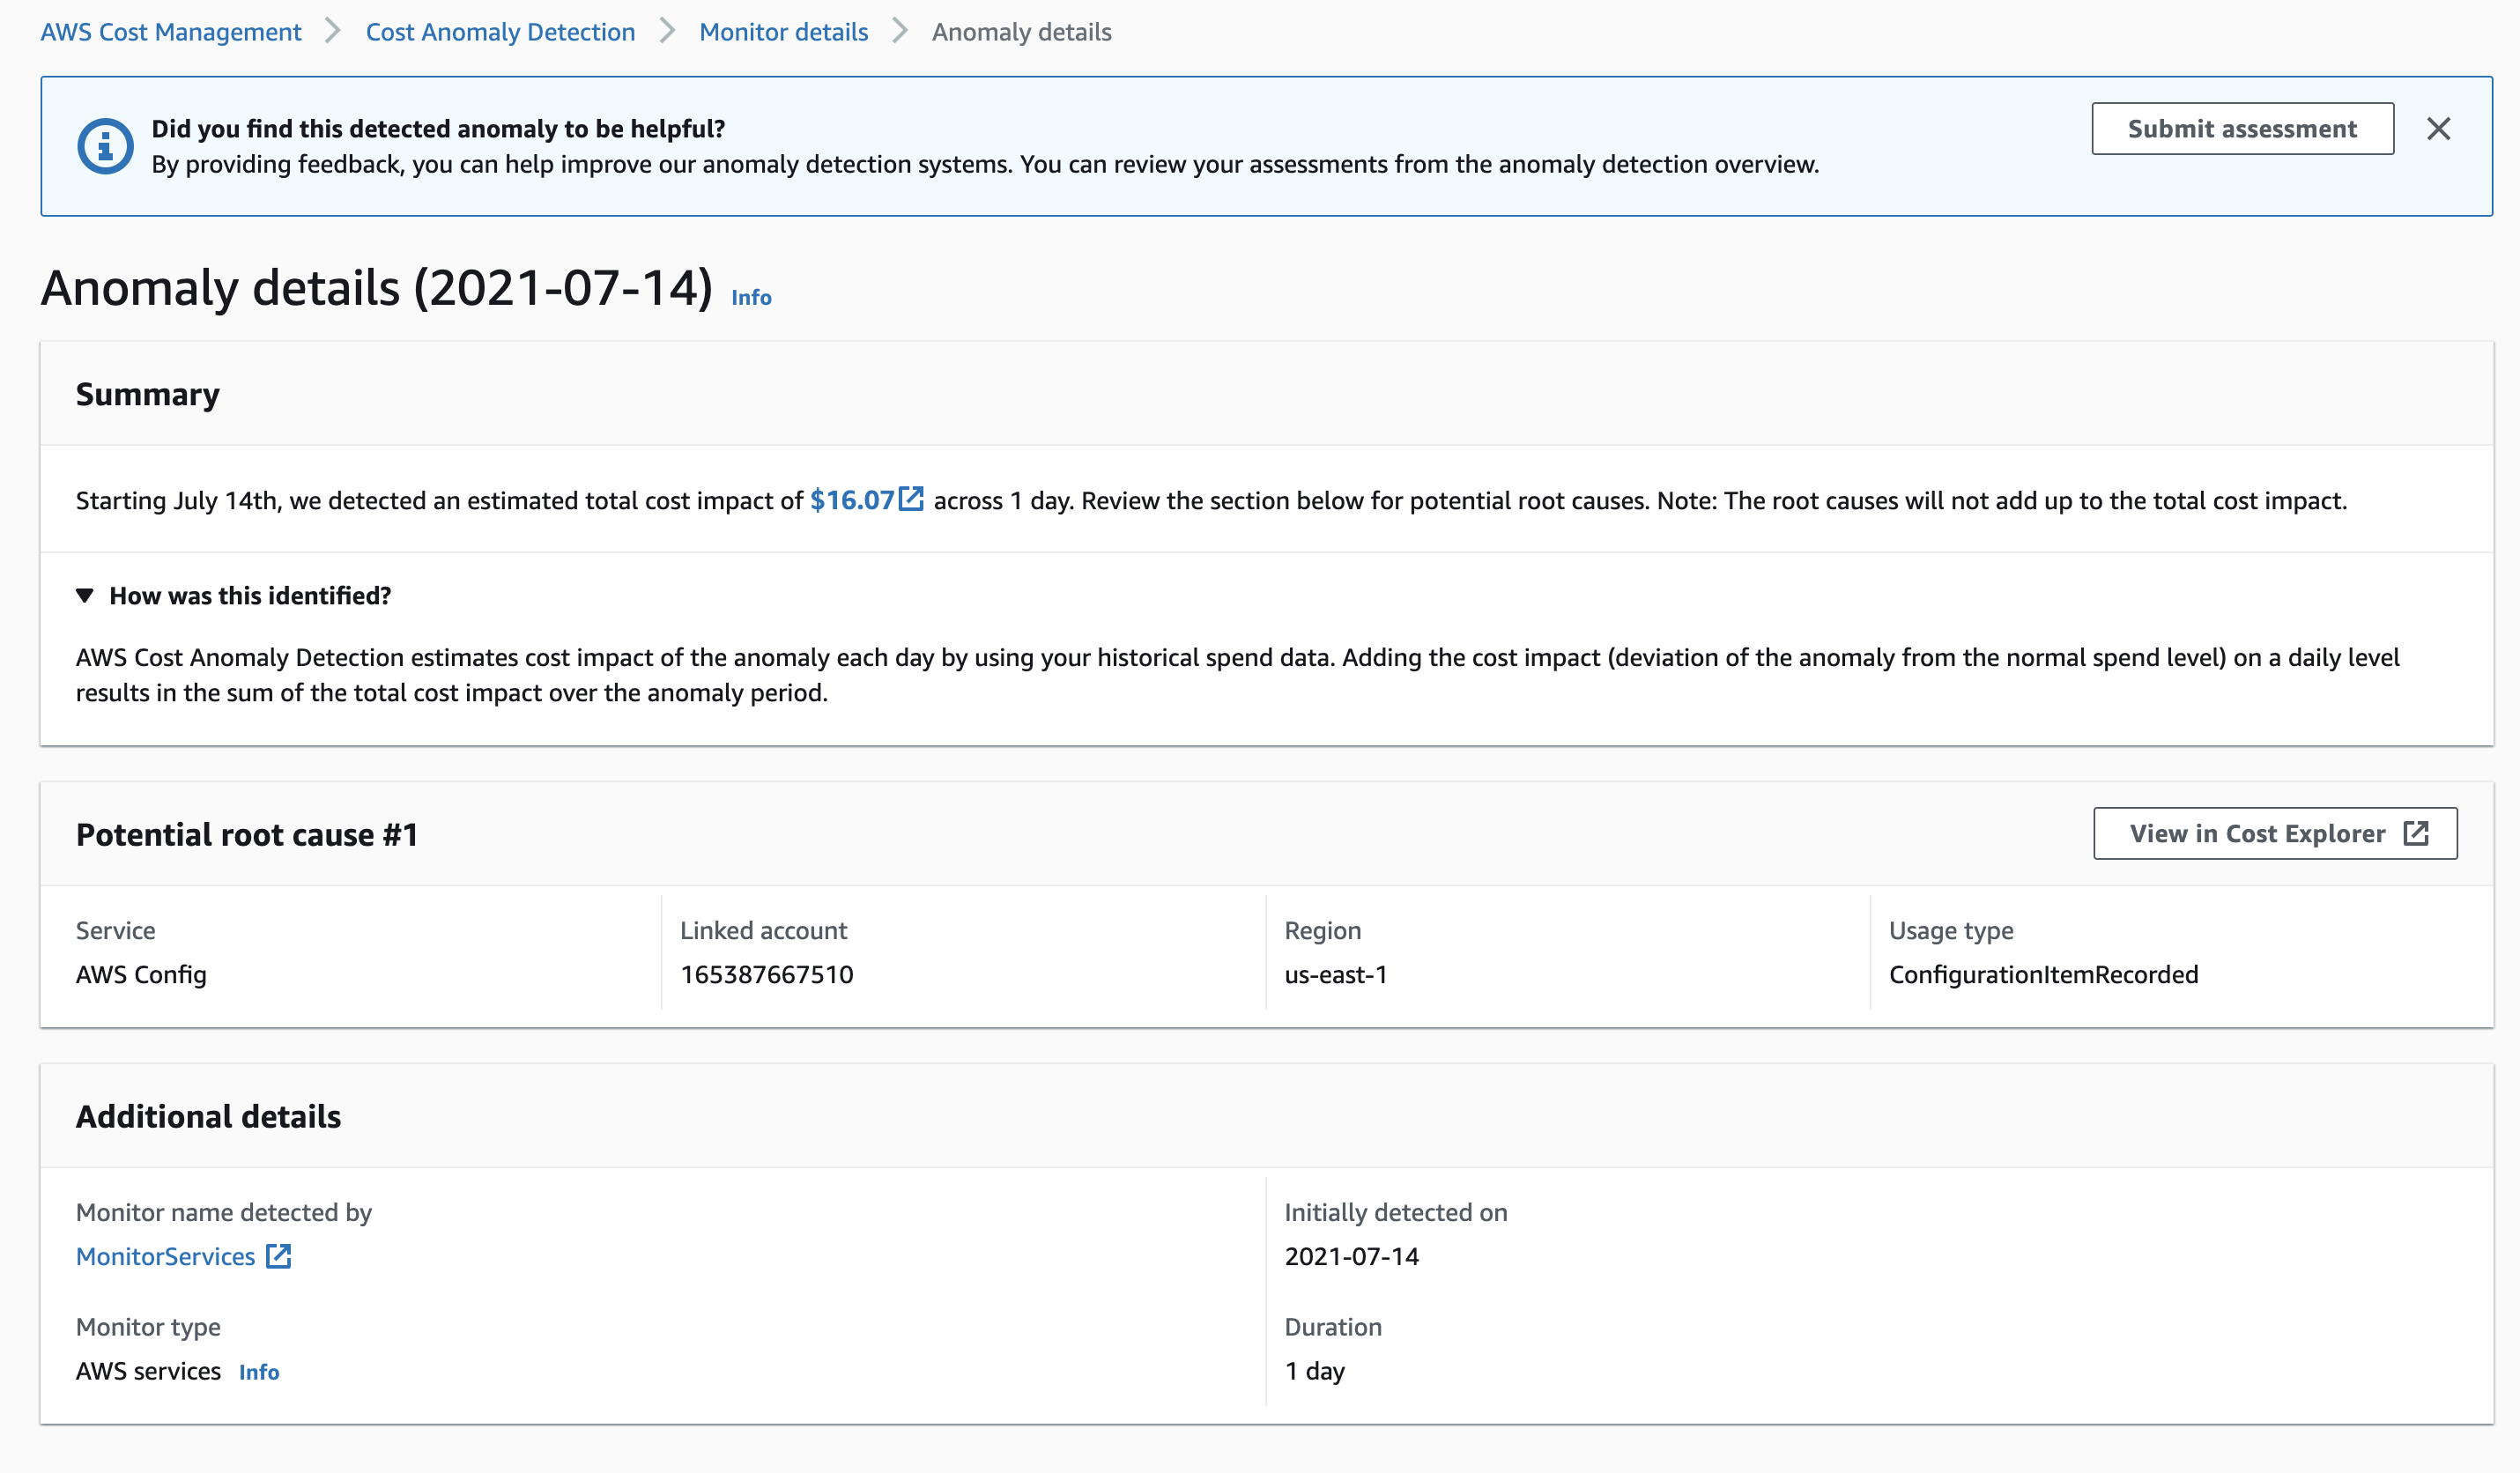 AWS Cost Management > Cost Anomaly Detection > Monitor details > Anomaly details
Did you find this detected anomaly to be helpful?
Submit assessment
By providing feedback, you can help improve our anomaly detection systems. You can review your assessments from the anomaly detection overview.
Anomaly details (2021-07-14) Info
Summary
Starting July 14th, we detected an estimated total cost impact of $16.07 across 1 day. Review the section below for potential root causes. Note: The root causes will not add up to the total cost impact.
How was this identified?
AWS Cost Anomaly Detection estimates cost impact of the anomaly each day by using your historical spend data. Adding the cost impact (deviation of the anomaly from the normal spend level) on a daily level
results in the sum of the total cost impact over the anomaly period.
Potential root cause #1
View in Cost Explorer
Service
AWS Config
Linked account
165387667510
Region
us-east-1
Usage type
ConfigurationItemRecorded
Additional details
Monitor name detected by
MonitorServices
Monitor type
AWS services Info
Initially detected on
2021-07-14
Duration
1 day